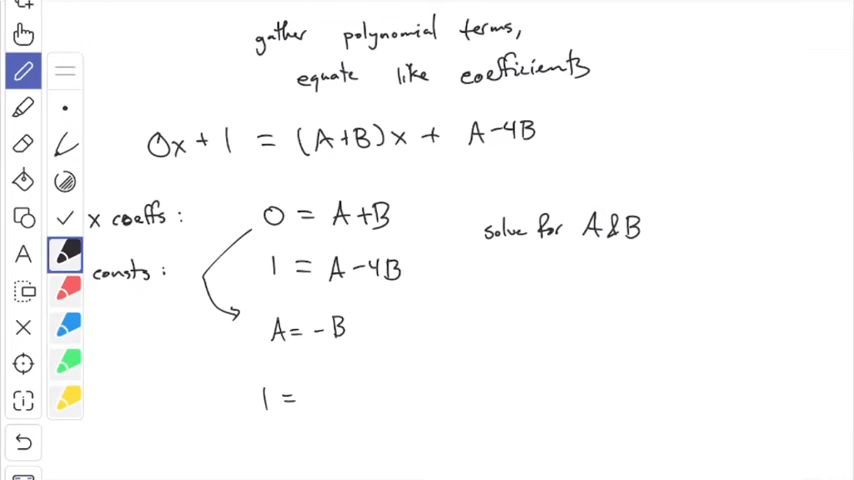 gather polynomial terms,
equate like coefficients
0x + 1 = (A+B)x + A-4B
x coeffs : 0 = A+B
solve for A & B
consts : 1 = A-4B
A = -B
1 =